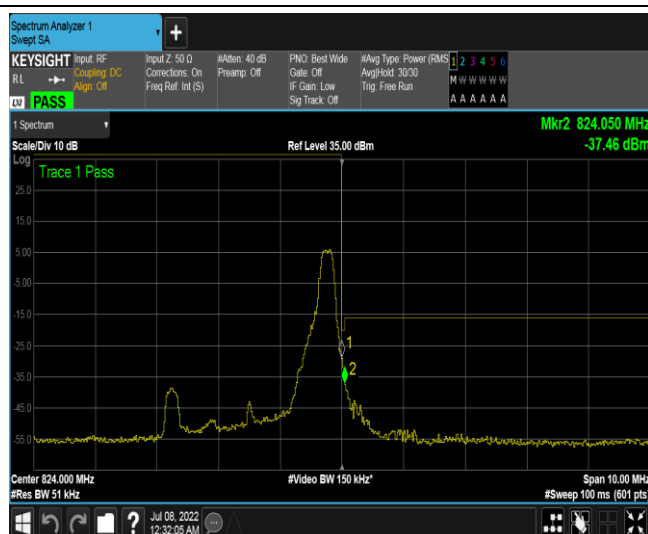 Spectrum Analyzer 1
Swept SA
+
KEYSIGHT
RL
PASS
Input: RF
Coupling: DC
Align: Off
Input Z: 50 Ω
Corrections: On
Freq Ref: Int (S)
#Atten: 40 dB
Preamp: Off
PNO: Best Wide
Gate: Off
IF Gain: Low
Sig Track: Off
#Avg Type: Power (RMS
Avg|Hold: 30/30
Trig: Free Run
1 2 3 4 5 6
M W W W W W
A A A A A A
1 Spectrum
Mkr2 824.050 MHz
Scale/Div 10 dB
Ref Level 35.00 dBm
-37.46 dBm
Log
Trace 1 Pass
25.0
15.0
5.00
-5.00
-15.0
-25.0
1
2
-35.0
-45.0
-55.0
Center 824.000 MHz
#Video BW 150 kHz*
Span 10.00 MHz
#Res BW 51 kHz
#Sweep 100 ms (601 pts)
?
Jul 08, 2022
12:32:05 AM